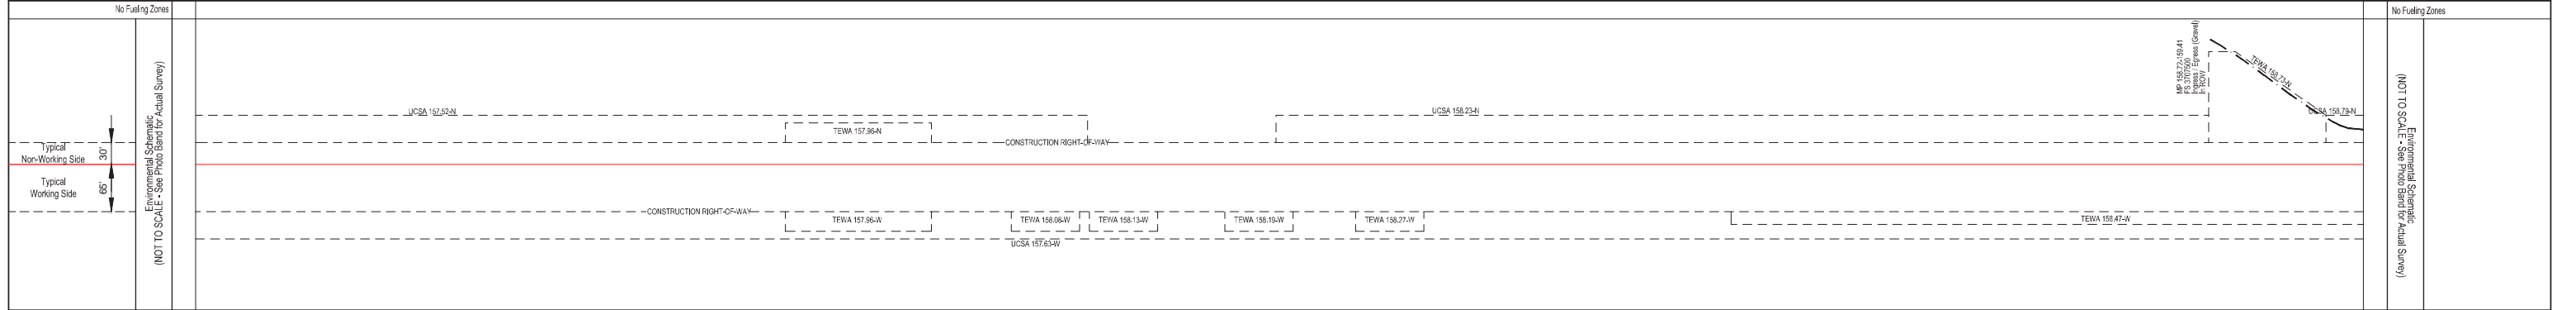 No Fueling Zones
No Fueling Zones
Environmental Schematic
(NOT TO SCALE - See Photo Band for Actual Survey)
Typical
Non-Working Side
30'
Typical
Working Side
65'
UCSA 157.52-N
TEWA 157.96-N
CONSTRUCTION RIGHT-OF-WAY
UCSA 158.23-N
MP 158.72-159.41
FS 3707500
Ingress / Egress (Gravel)
In ROW
TEWA 158.73-N
UCSA 158.79-N
CONSTRUCTION RIGHT-OF-WAY
TEWA 157.96-W
TEWA 158.08-W
TEWA 158.13-W
TEWA 158.19-W
TEWA 158.27-W
TEWA 158.47-W
UCSA 157.63-W
Environmental Schematic
(NOT TO SCALE - See Photo Band for Actual Survey)